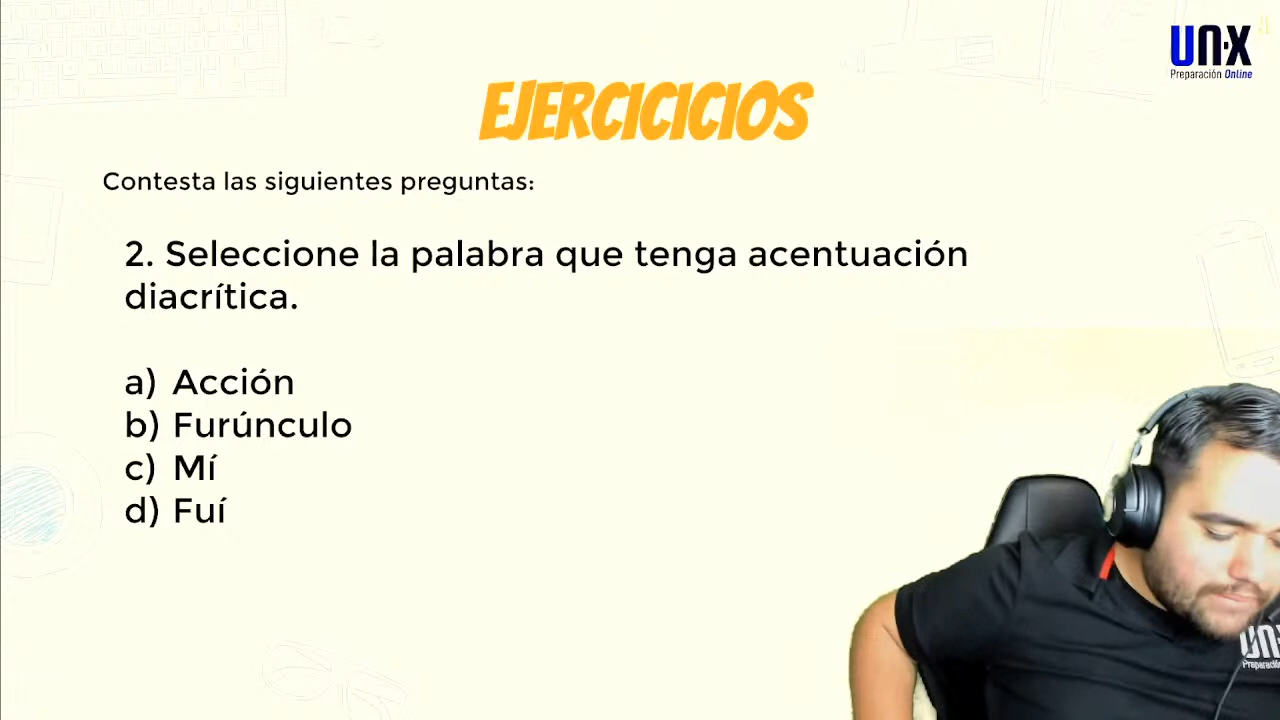 UN-X
Preparación Online
EJERCICICIOS
Contesta las siguientes preguntas:
2. Seleccione la palabra que tenga acentuación
diacrítica.
a) Acción
b) Furúnculo
c) Mí
d) Fuí